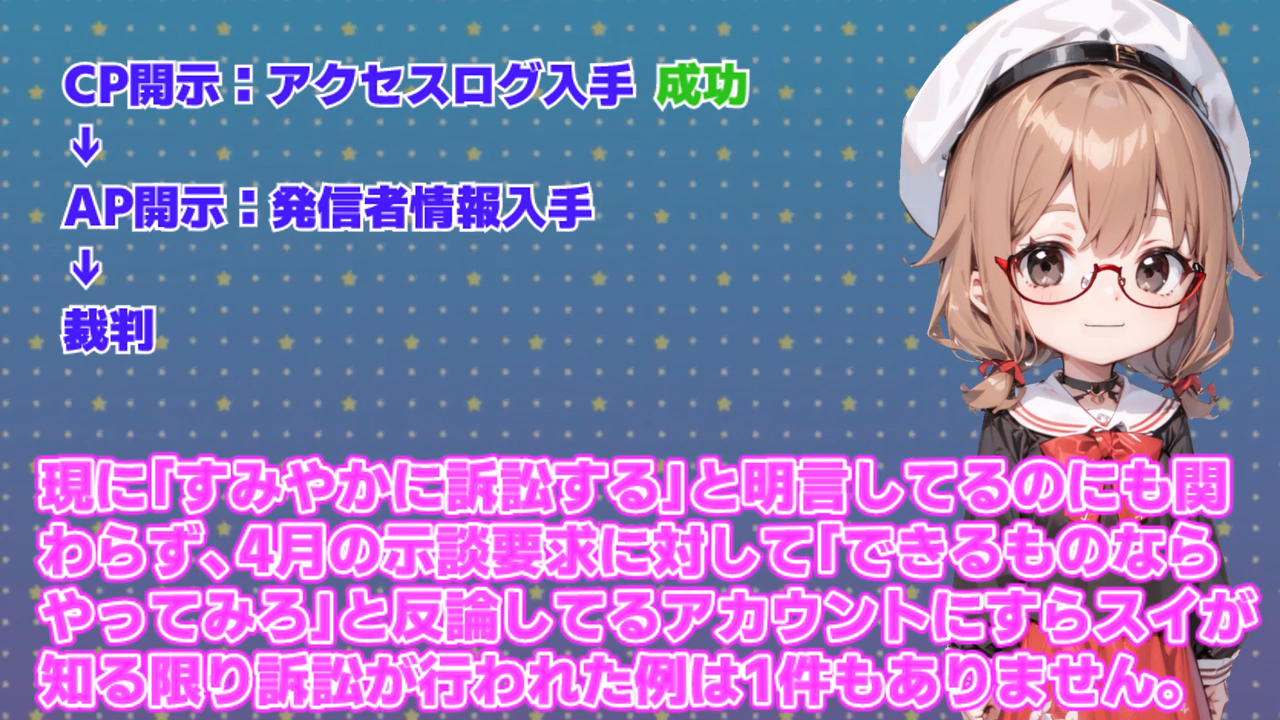 CP開示：アクセスログ入手 成功
↓
AP開示：発信者情報入手
↓
裁判
現に「すみやかに訴訟する」と明言してるのにも関
わらず、4月の示談要求に対して「できるものなら
やってみろ」と反論してるアカウントにすらスイが
知る限り訴訟が行われた例は1件もありません。